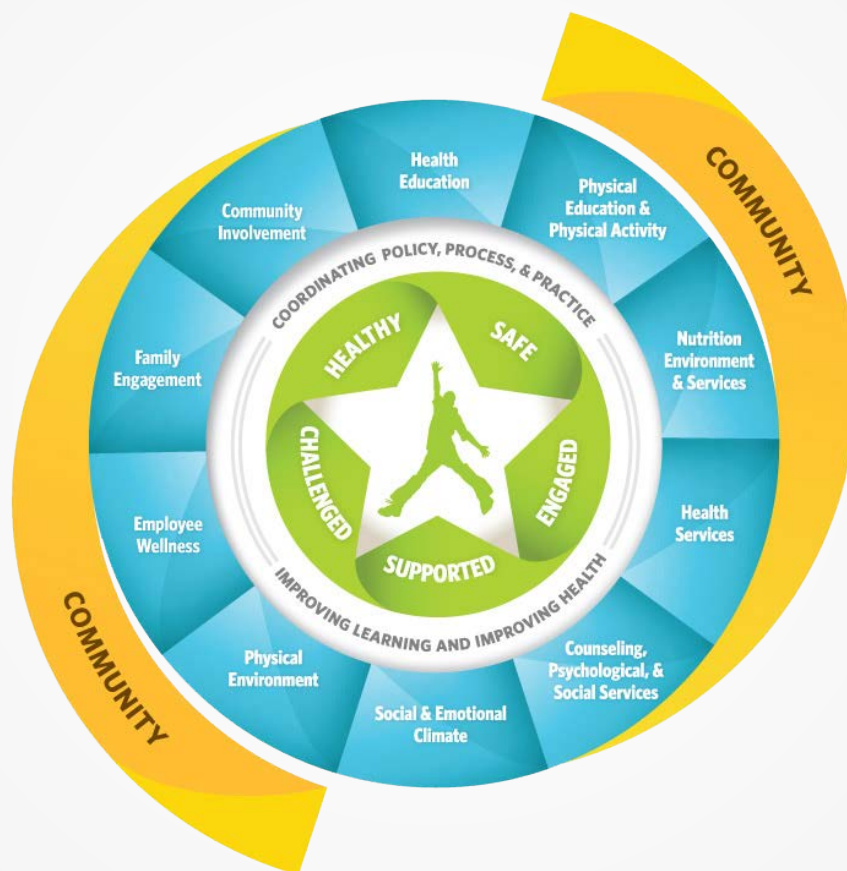 COMMUNITY
Health
Education
Physical
Education &
Physical Activity
Nutrition
Environment
& Services
Health
Services
Counseling,
Psychological, &
Social Services
Social & Emotional
Climate
Physical
Environment
Employee
Wellness
Family
Engagement
Community
Involvement
COORDINATING POLICY, PROCESS, & PRACTICE
IMPROVING LEARNING AND IMPROVING HEALTH
HEALTHY
SAFE
ENGAGED
SUPPORTED
CHALLENGED
COMMUNITY